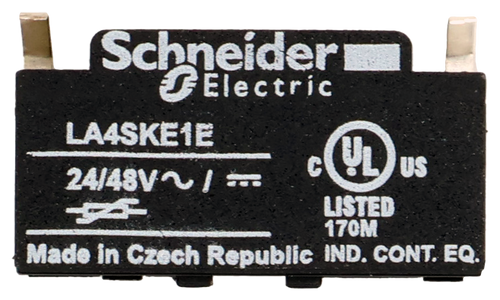 Schneider
Electric
LA4SKE1E
24/48V ~ / ⎓
C UL US
LISTED
170M
Made in Czech Republic
IND. CONT. EQ.